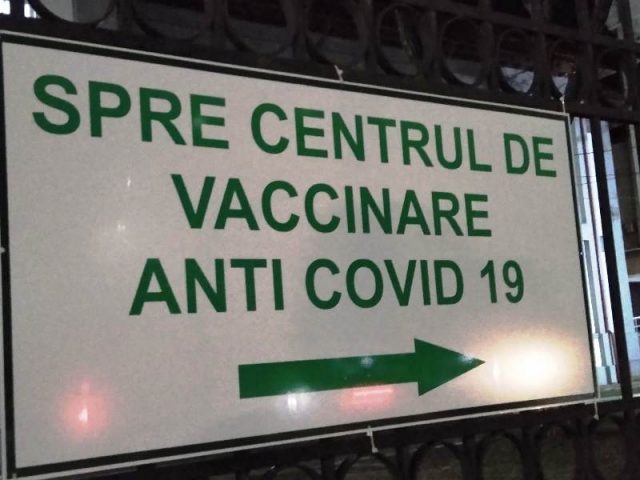 SPRE CENTRUL DE
VACCINARE
ANTI COVID 19